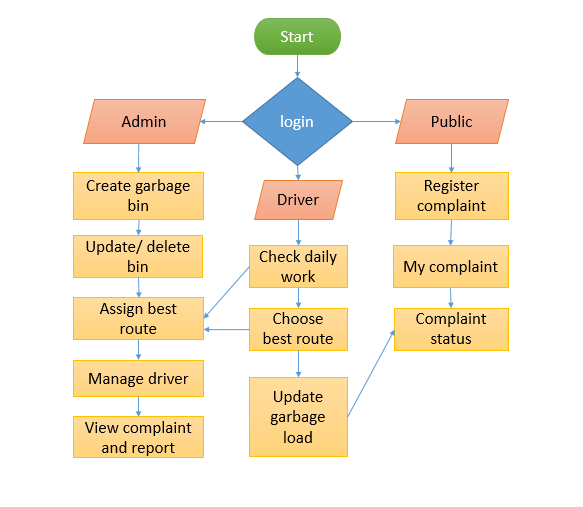 Start
login
Admin
Public
Driver
Create garbage
bin
Update/ delete
bin
Assign best
route
Manage driver
View complaint
and report
Check daily
work
Choose
best route
Update
garbage
load
Register
complaint
My complaint
Complaint
status